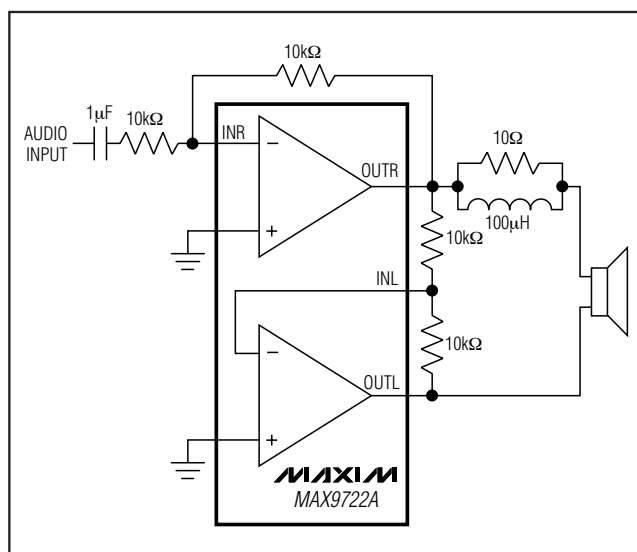 10kΩ
1μF
10kΩ
AUDIO
INPUT
INR
−
+
OUTR
10Ω
100μH
10kΩ
INL
10kΩ
−
+
OUTL
MAXIM
MAX9722A